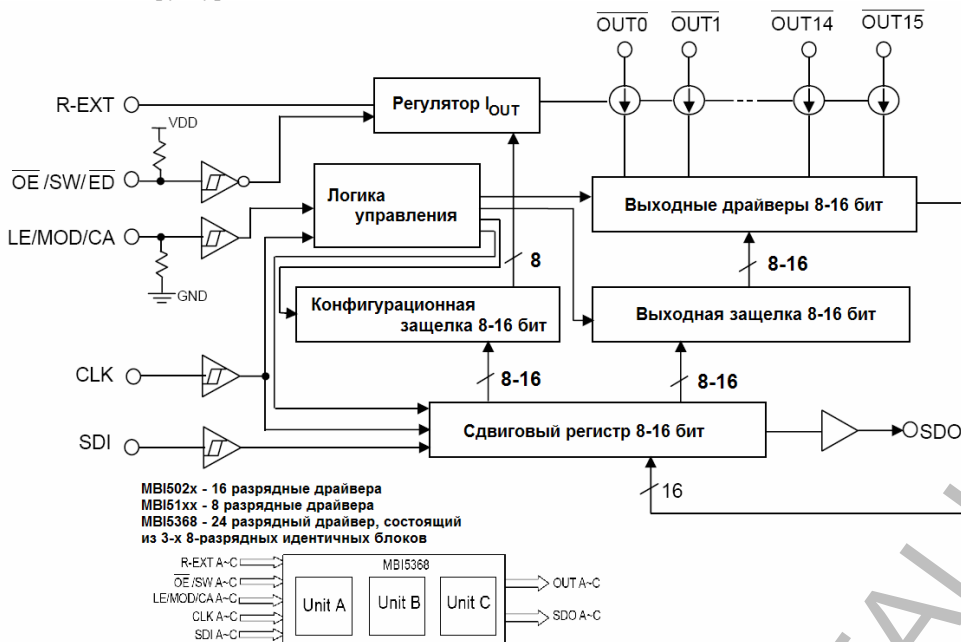 OUT0 OUT1 OUT14 OUT15
R-EXT
Регулятор IOUT
VDD
OE /SW/ ED
Логика
управления
Выходные драйверы 8-16 бит
LE/MOD/CA
GND
8
8-16
Конфигурационная
защелка 8-16 бит
Выходная защелка 8-16 бит
CLK
8-16
8-16
SDI
Сдвиговый регистр 8-16 бит
SDO
16
MBI502x - 16 разрядные драйвера
MBI51xx - 8 разрядные драйвера
MBI5368 - 24 разрядный драйвер, состоящий
из 3-х 8-разрядных идентичных блоков
R-EXT A~C
MBI5368
OE /SW A~C
LE/MOD/CA A~C
CLK A~C
SDI A~C
Unit A
Unit B
Unit C
OUT A~C
SDO A~C